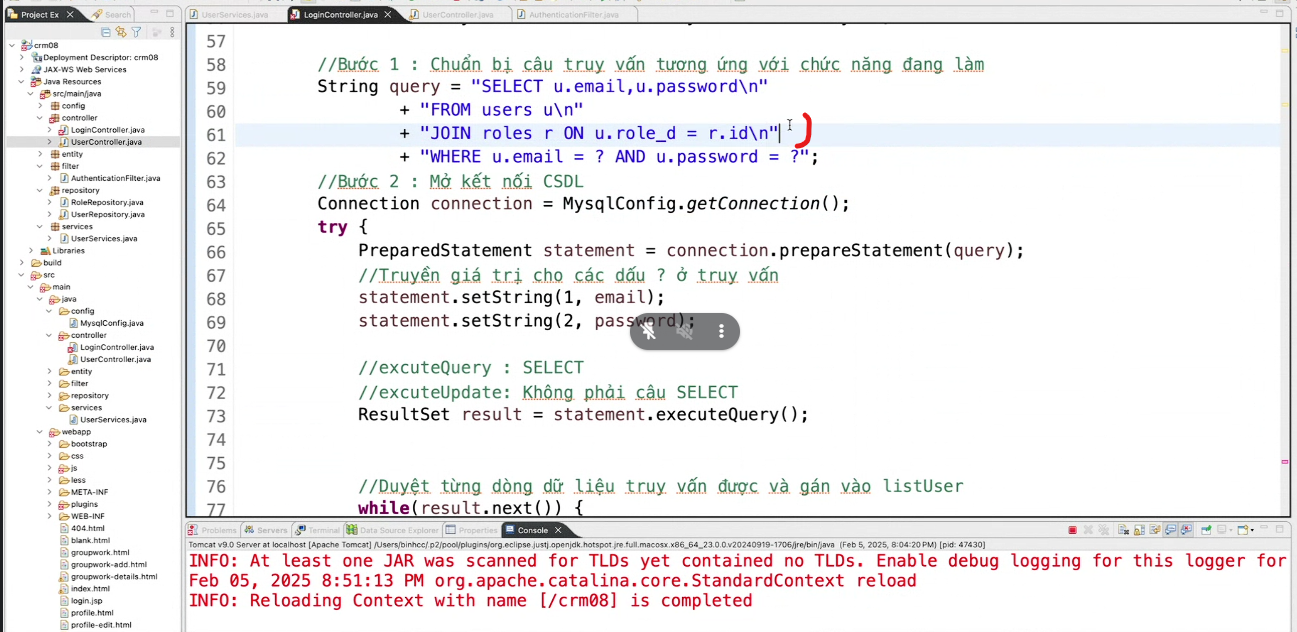 Project Ex
Search
UserServices.java
LoginController.java
UserController.java
AuthenticationFilter.java
crm08
Deployment Descriptor: crm08
JAX-WS Web Services
Java Resources
src/main/java
config
controller
LoginController.java
UserController.java
entity
filter
AuthenticationFilter.java
repository
RoleRepository.java
UserRepository.java
services
UserServices.java
Libraries
build
src
main
java
config
MysqlConfig.java
controller
LoginController.java
UserController.java
entity
filter
repository
services
UserServices.java
webapp
bootstrap
css
js
less
META-INF
plugins
WEB-INF
404.html
blank.html
groupwork.html
groupwork-add.html
groupwork-details.html
index.html
login.jsp
profile.html
profile-edit.html
57
58 //Bước 1 : Chuẩn bị câu truy vấn tương ứng với chức năng đang làm
59 String query = "SELECT u.email,u.password\n"
60 + "FROM users u\n"
61 + "JOIN roles r ON u.role_d = r.id\n"
62 + "WHERE u.email = ? AND u.password = ?";
63 //Bước 2 : Mở kết nối CSDL
64 Connection connection = MysqlConfig.getConnection();
65 try {
66 PreparedStatement statement = connection.prepareStatement(query);
67 //Truyền giá trị cho các dấu ? ở truy vấn
68 statement.setString(1, email);
69 statement.setString(2, password);
70
71 //excuteQuery : SELECT
72 //excuteUpdate: Không phải câu SELECT
73 ResultSet result = statement.executeQuery();
74
75
76 //Duyệt từng dòng dữ liệu truy vấn được và gán vào listUser
77 while(result.next()) {
Problems
Servers
Terminal
Data Source Explorer
Properties
Console
Tomcat v9.0 Server at localhost [Apache Tomcat] /Users/binhcc/.p2/pool/plugins/org.eclipse.justj.openjdk.hotspot.jre.full.macosx.x86_64_23.0.0.v20240919-1706/jre/bin/java (Feb 5, 2025, 8:04:20 PM) [pid: 47430]
INFO: At least one JAR was scanned for TLDs yet contained no TLDs. Enable debug logging for this logger for
Feb 05, 2025 8:51:13 PM org.apache.catalina.core.StandardContext reload
INFO: Reloading Context with name [/crm08] is completed